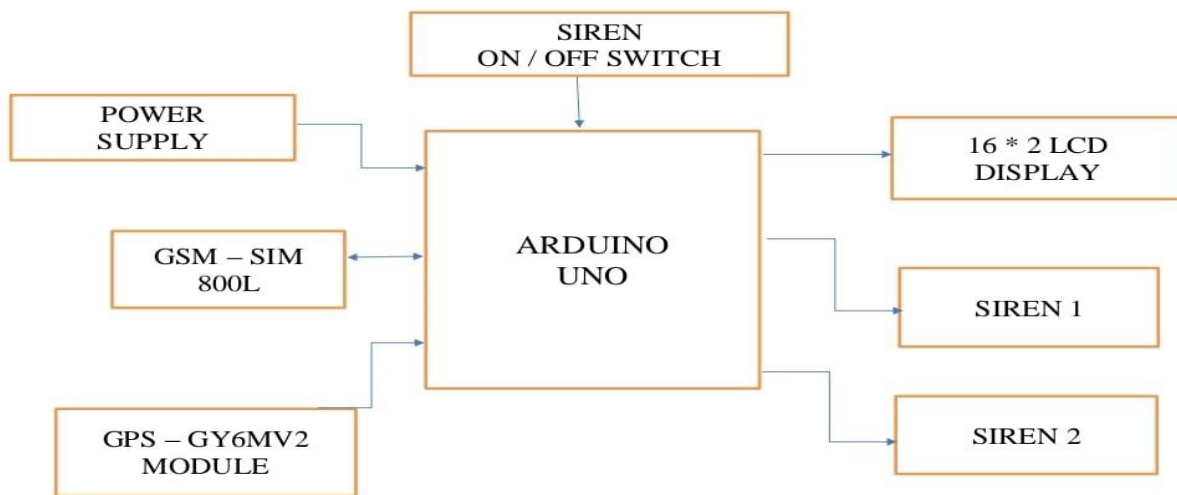 SIREN
ON / OFF SWITCH
POWER
SUPPLY
16 * 2 LCD
DISPLAY
GSM – SIM
800L
ARDUINO
UNO
SIREN 1
GPS – GY6MV2
MODULE
SIREN 2